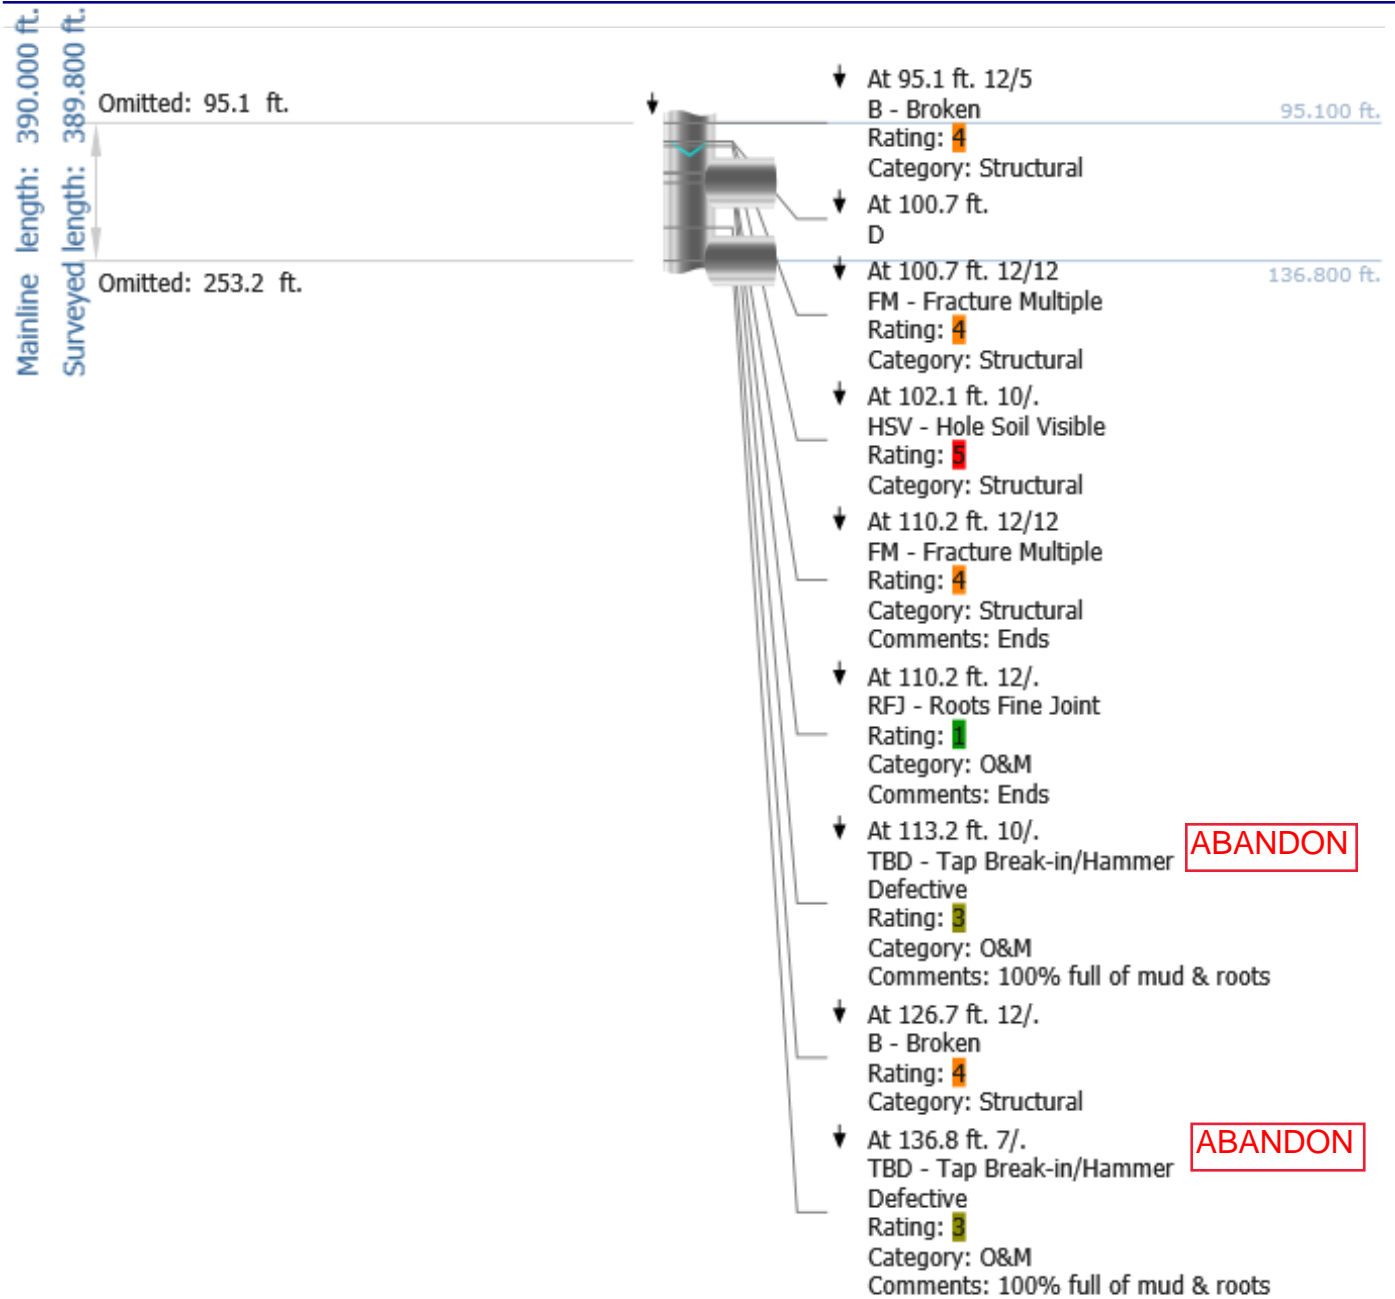 Mainline length: 390.000 ft.
Surveyed length: 389.800 ft.
Omitted: 95.1 ft.
95.100 ft.
At 95.1 ft. 12/5
B - Broken
Rating: 4
Category: Structural
At 100.7 ft.
D
Omitted: 253.2 ft.
136.800 ft.
At 100.7 ft. 12/12
FM - Fracture Multiple
Rating: 4
Category: Structural
At 102.1 ft. 10/.
HSV - Hole Soil Visible
Rating: 5
Category: Structural
At 110.2 ft. 12/12
FM - Fracture Multiple
Rating: 4
Category: Structural
Comments: Ends
At 110.2 ft. 12/.
RFJ - Roots Fine Joint
Rating: 1
Category: O&M
Comments: Ends
At 113.2 ft. 10/.
TBD - Tap Break-in/Hammer
Defective
ABANDON
Rating: 3
Category: O&M
Comments: 100% full of mud & roots
At 126.7 ft. 12/.
B - Broken
Rating: 4
Category: Structural
At 136.8 ft. 7/.
TBD - Tap Break-in/Hammer
Defective
ABANDON
Rating: 3
Category: O&M
Comments: 100% full of mud & roots